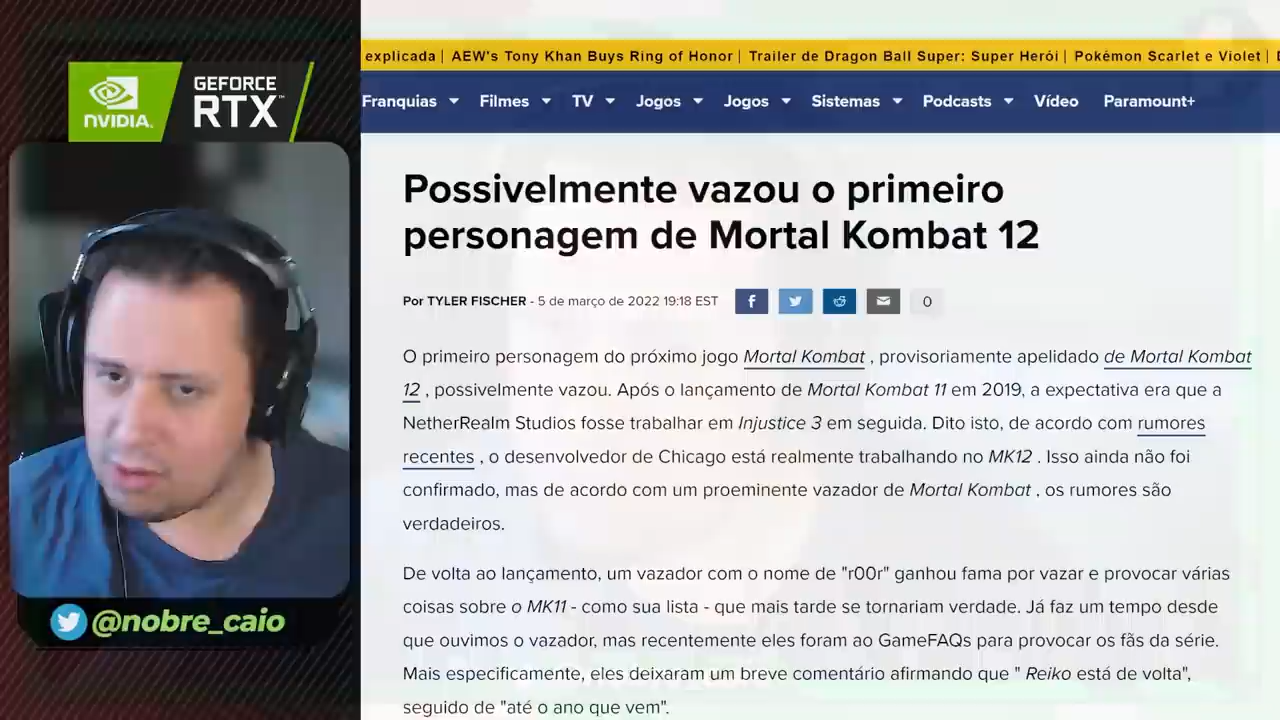 explicada | AEW's Tony Khan Buys Ring of Honor | Trailer de Dragon Ball Super: Super Herói | Pokémon Scarlet e Violet |
NVIDIA.
GEFORCE
RTX™
Franquias Filmes TV Jogos Jogos Sistemas Podcasts Vídeo Paramount+
Possivelmente vazou o primeiro
personagem de Mortal Kombat 12
Por TYLER FISCHER - 5 de março de 2022 19:18 EST 0
O primeiro personagem do próximo jogo Mortal Kombat , provisoriamente apelidado de Mortal Kombat
12 , possivelmente vazou. Após o lançamento de Mortal Kombat 11 em 2019, a expectativa era que a
NetherRealm Studios fosse trabalhar em Injustice 3 em seguida. Dito isto, de acordo com rumores
recentes , o desenvolvedor de Chicago está realmente trabalhando no MK12 . Isso ainda não foi
confirmado, mas de acordo com um proeminente vazador de Mortal Kombat , os rumores são
verdadeiros.
De volta ao lançamento, um vazador com o nome de "r00r" ganhou fama por vazar e provocar várias
coisas sobre o MK11 - como sua lista - que mais tarde se tornariam verdade. Já faz um tempo desde
que ouvimos o vazador, mas recentemente eles foram ao GameFAQs para provocar os fãs da série.
Mais especificamente, eles deixaram um breve comentário afirmando que " Reiko está de volta",
seguido de "até o ano que vem".
@nobre_caio